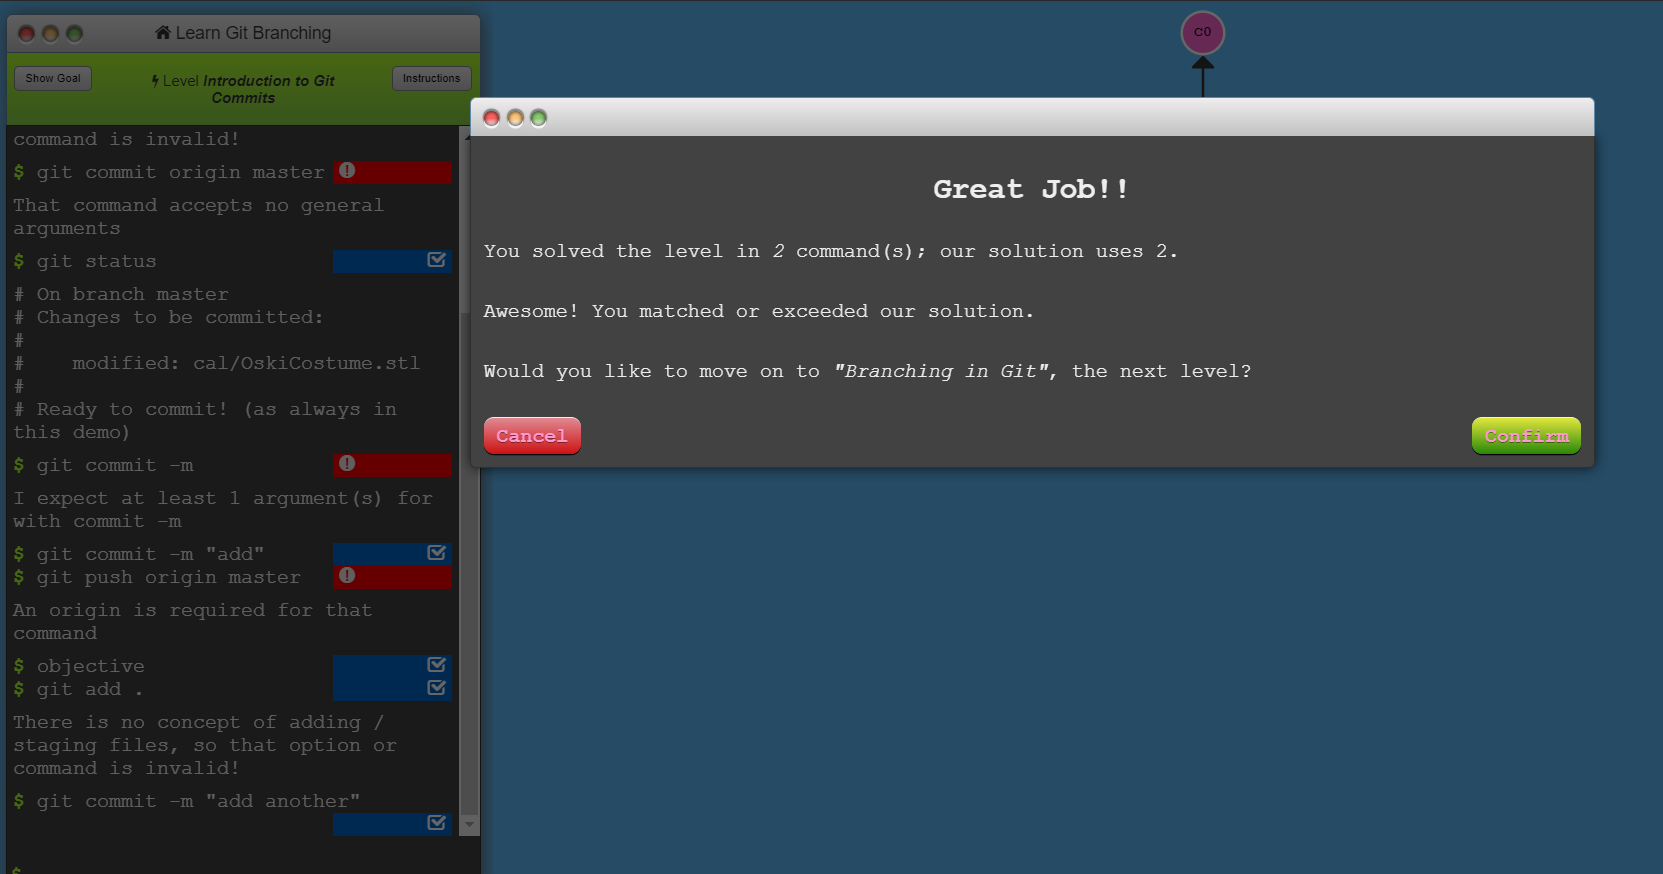 Learn Git Branching
Show Goal
Level Introduction to Git
Commits
Instructions
command is invalid!
$ git commit origin master
That command accepts no general
arguments
$ git status
# On branch master
# Changes to be committed:
#
#    modified: cal/OskiCostume.stl
#
# Ready to commit! (as always in
this demo)
$ git commit -m
I expect at least 1 argument(s) for
with commit -m
$ git commit -m "add"
$ git push origin master
An origin is required for that
command
$ objective
$ git add .
There is no concept of adding /
staging files, so that option or
command is invalid!
$ git commit -m "add another"
$
C0
Great Job!!
You solved the level in 2 command(s); our solution uses 2.
Awesome! You matched or exceeded our solution.
Would you like to move on to "Branching in Git", the next level?
Cancel
Confirm